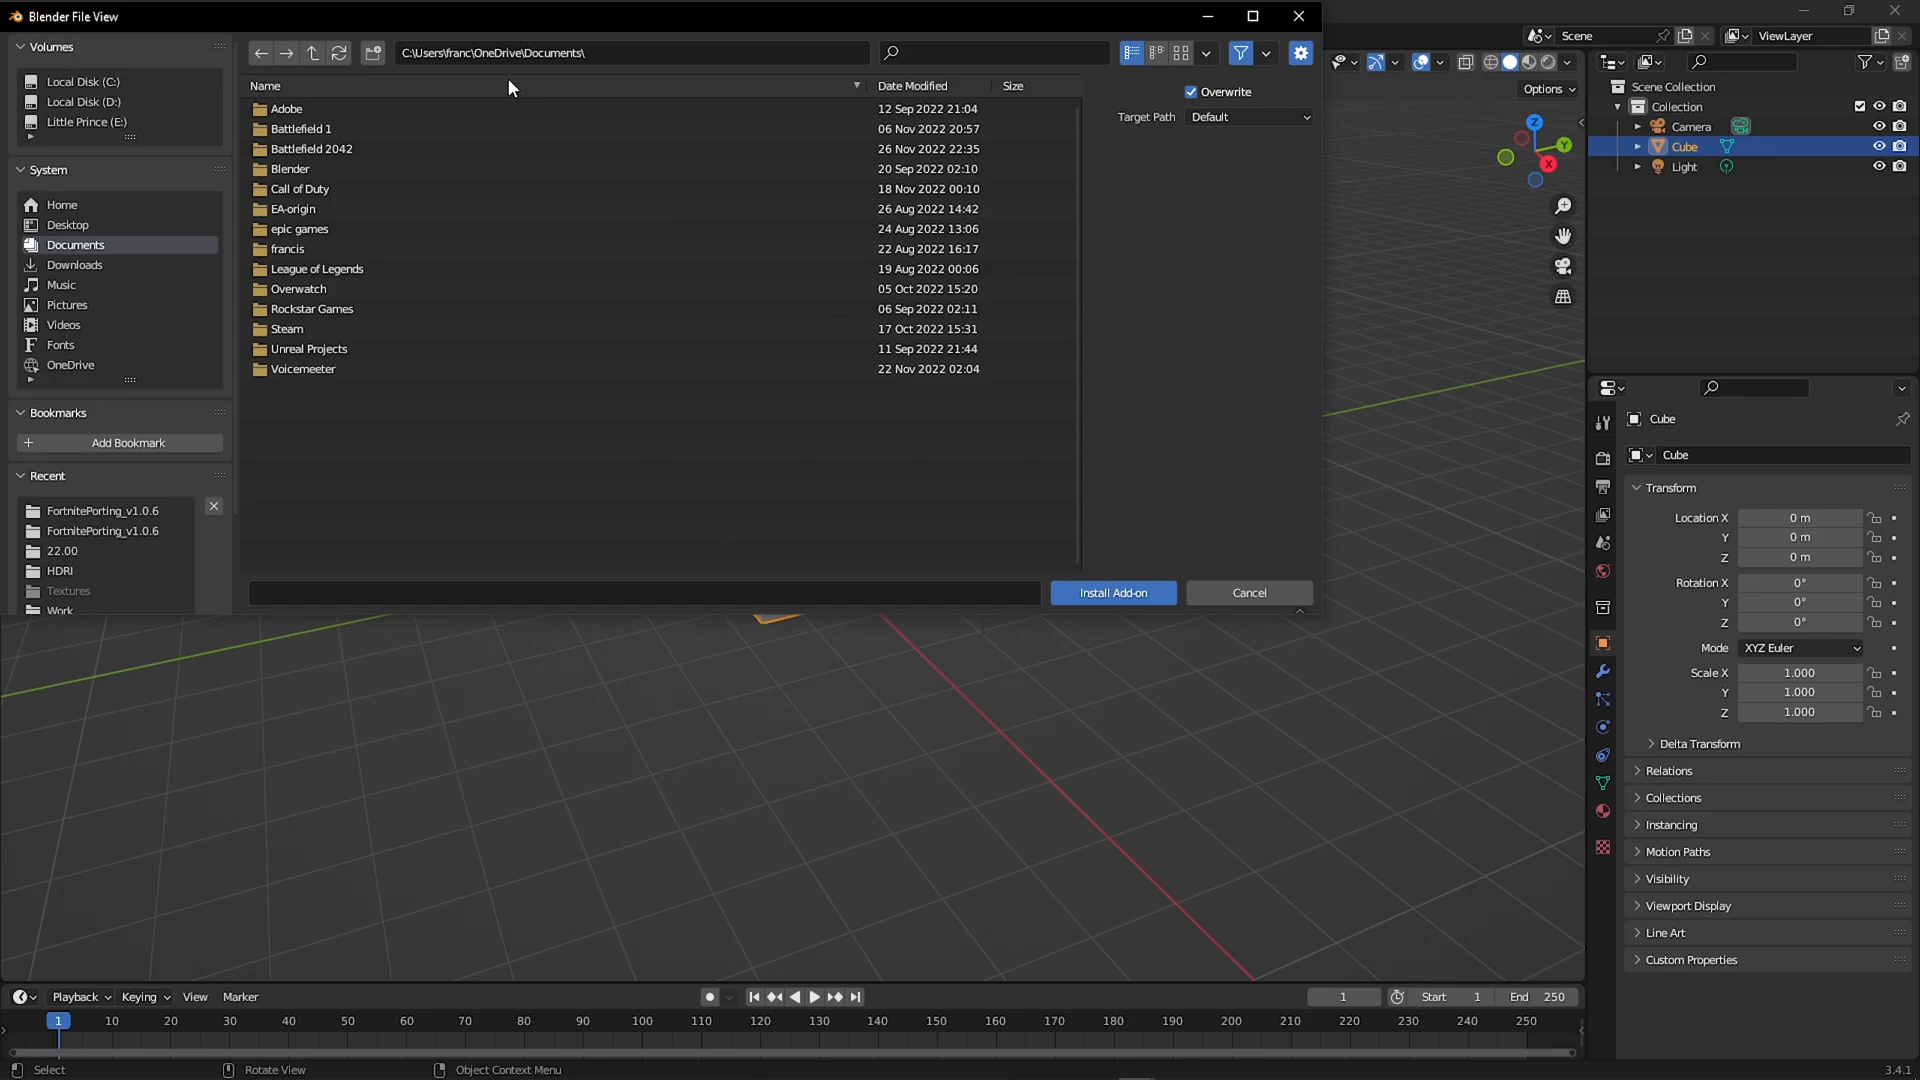 Blender File View
Volumes
Local Disk (C:)
Local Disk (D:)
Little Prince (E:)
System
Home
Desktop
Documents
Downloads
Music
Pictures
Videos
Fonts
OneDrive
Bookmarks
Add Bookmark
Recent
FortnitePorting_v1.0.6
FortnitePorting_v1.0.6
22.00
HDRI
Textures
Work
C:\Users\franc\OneDrive\Documents\
Name Date Modified Size
Adobe 12 Sep 2022 21:04
Battlefield 1 06 Nov 2022 20:57
Battlefield 2042 26 Nov 2022 22:35
Blender 20 Sep 2022 02:10
Call of Duty 18 Nov 2022 00:10
EA-origin 26 Aug 2022 14:42
epic games 24 Aug 2022 13:06
francis 22 Aug 2022 16:17
League of Legends 19 Aug 2022 00:06
Overwatch 05 Oct 2022 15:20
Rockstar Games 06 Sep 2022 02:11
Steam 17 Oct 2022 15:31
Unreal Projects 11 Sep 2022 21:44
Voicemeeter 22 Nov 2022 02:04
Overwrite
Target Path Default
Install Add-on Cancel
Scene ViewLayer
Options
Z
Y
X
Scene Collection
Collection
Camera
Cube
Light
Cube
Cube
Transform
Location X 0 m
Y 0 m
Z 0 m
Rotation X 0°
Y 0°
Z 0°
Mode XYZ Euler
Scale X 1.000
Y 1.000
Z 1.000
Delta Transform
Relations
Collections
Instancing
Motion Paths
Visibility
Viewport Display
Line Art
Custom Properties
Playback Keying View Marker
1 Start 1 End 250
1 10 20 30 40 50 60 70 80 90 100 110 120 130 140 150 160 170 180 190 200 210 220 230 240 250
Select Rotate View Object Context Menu 3.4.1